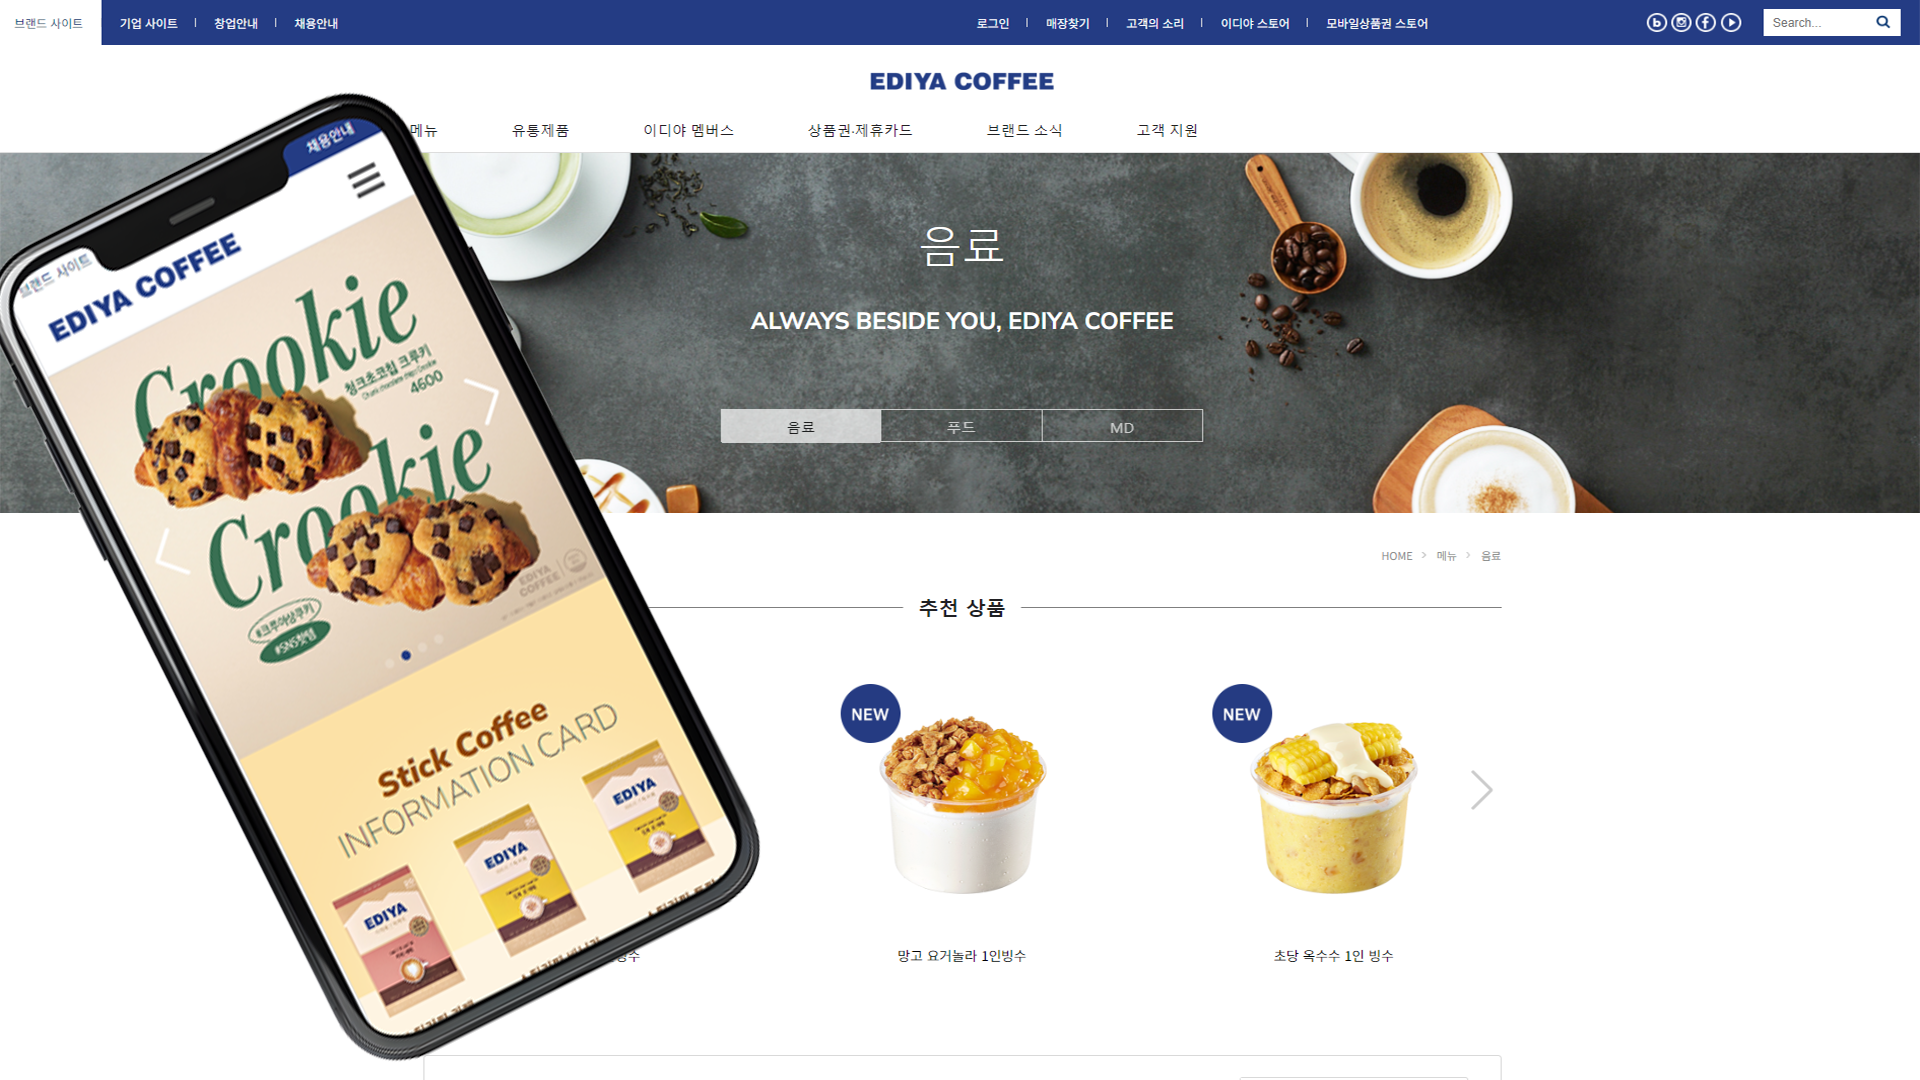 브랜드 사이트
기업 사이트
창업안내
채용안내
로그인
매장찾기
고객의 소리
이디야 스토어
모바일상품권 스토어
Search...
EDIYA COFFEE
메뉴
유통제품
이디야 멤버스
상품권·제휴카드
브랜드 소식
고객 지원
음료
ALWAYS BESIDE YOU, EDIYA COFFEE
음료
푸드
MD
HOME
메뉴
음료
추천 상품
NEW
NEW
빙수
망고 요거놀라 1인빙수
초당 옥수수 1인 빙수
채용안내
브랜드 사이트
EDIYA COFFEE
Crookie
청크초코칩 크루키
4600
Crookie
EDIYA
COFFEE
#크루아상쿠키
#SNS핫템
Stick Coffee
INFORMATION CARD
EDIYA
EDIYA
EDIYA